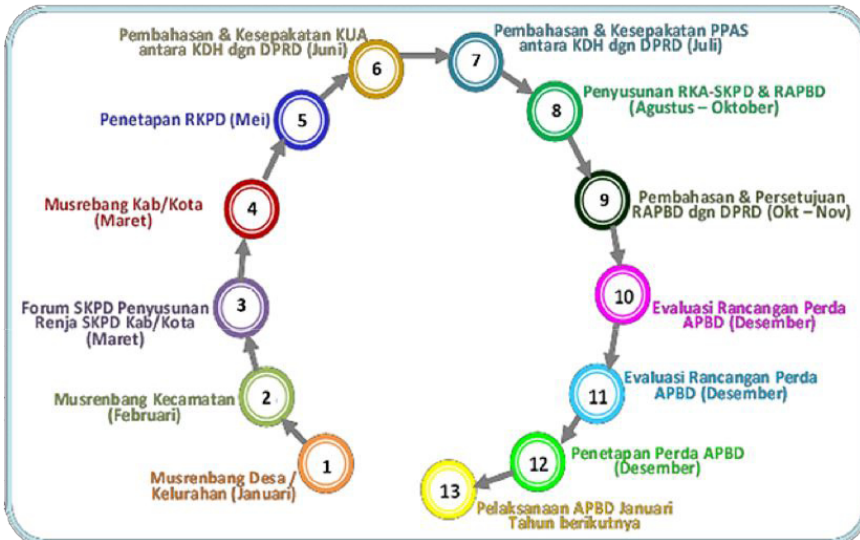 1
Musrenbang Desa /
Kelurahan (Januari)
2
Musrenbang Kecamatan
(Februari)
3
Forum SKPD Penyusunan
Renja SKPD Kab/Kota
(Maret)
4
Musrebang Kab/Kota
(Maret)
5
Penetapan RKPD (Mei)
6
Pembahasan & Kesepakatan KUA
antara KDH dgn DPRD (Juni)
7
Pembahasan & Kesepakatan PPAS
antara KDH dgn DPRD (Juli)
8
Penyusunan RKA-SKPD & RAPBD
(Agustus – Oktober)
9
Pembahasan & Persetujuan
RAPBD dgn DPRD (Okt – Nov)
10
Evaluasi Rancangan Perda
APBD (Desember)
11
Evaluasi Rancangan Perda
APBD (Desember)
12
Penetapan Perda APBD
(Desember)
13
Pelaksanaan APBD Januari
Tahun berikutnya